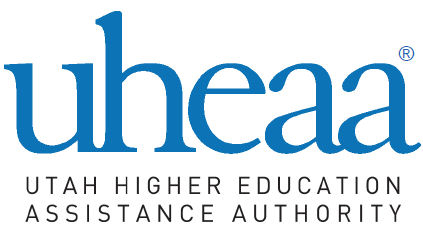 uheaa®
UTAH HIGHER EDUCATION
ASSISTANCE AUTHORITY